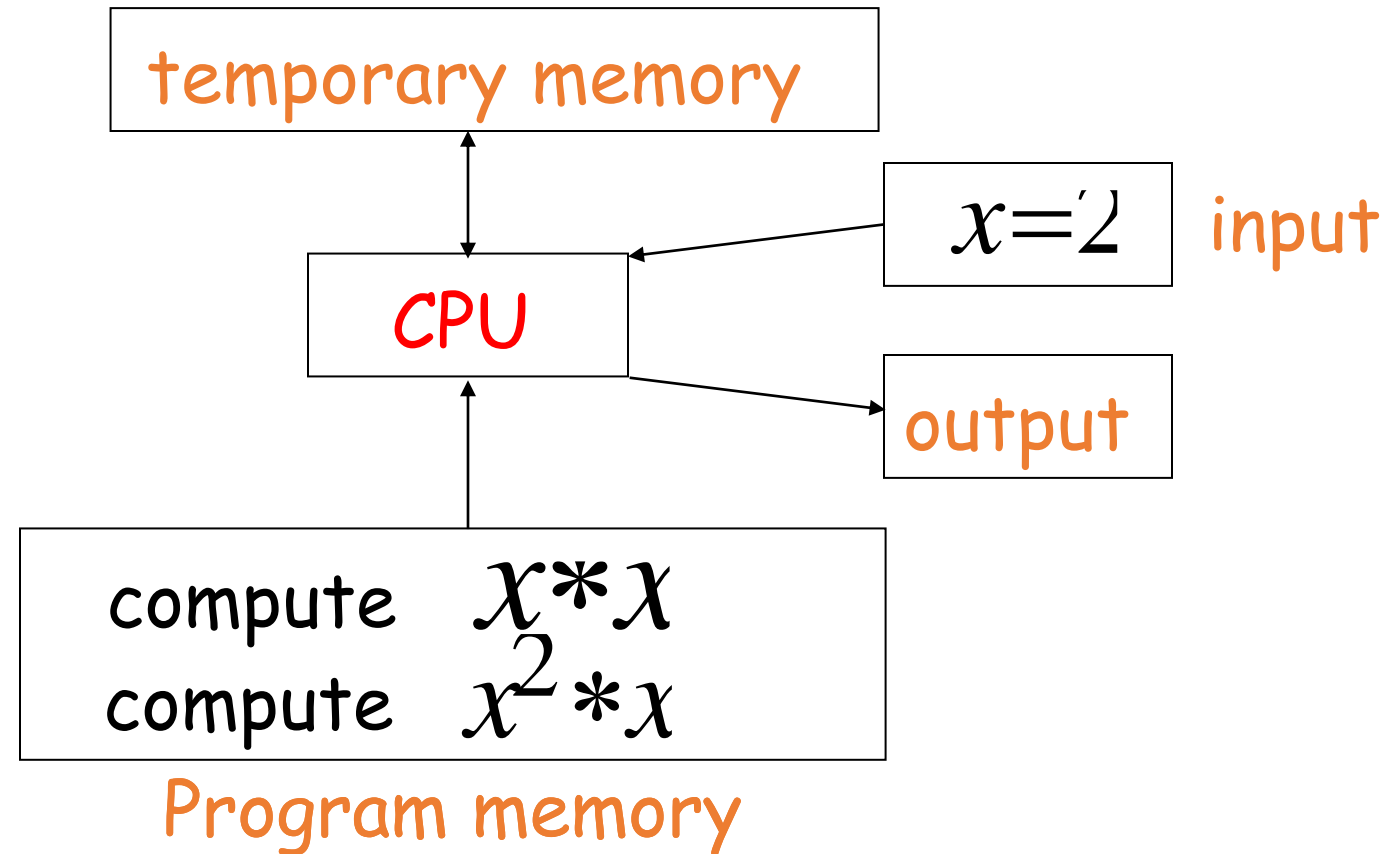 temporary memory
x=2
input
CPU
output
compute x*x
compute x²*x
Program memory